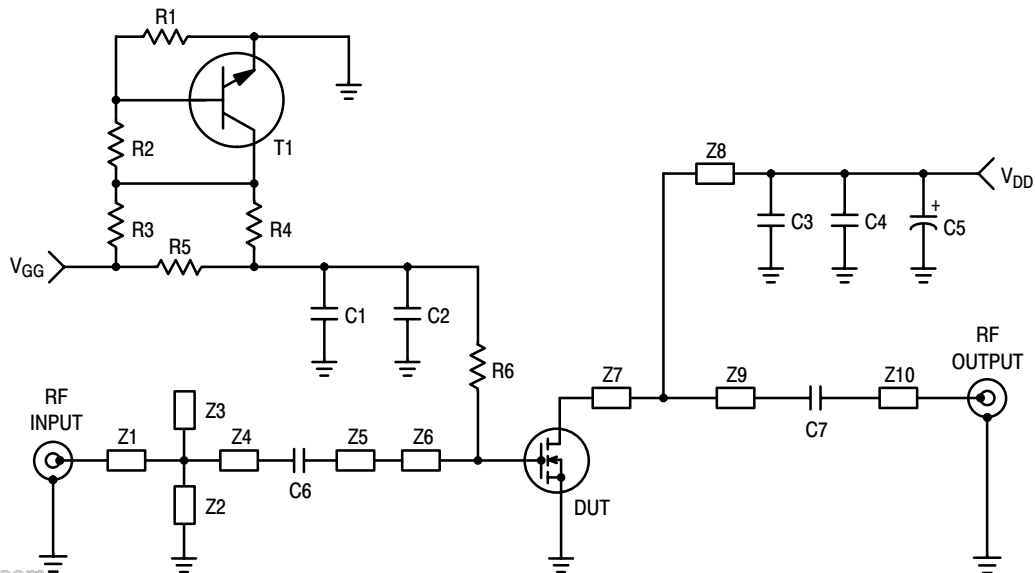 R1
T1
R2
R3
R4
R5
VGG
C1
C2
R6
Z8
VDD
C3
C4
+
C5
RF
INPUT
Z1
Z3
Z2
Z4
C6
Z5
Z6
DUT
Z7
Z9
C7
Z10
RF
OUTPUT